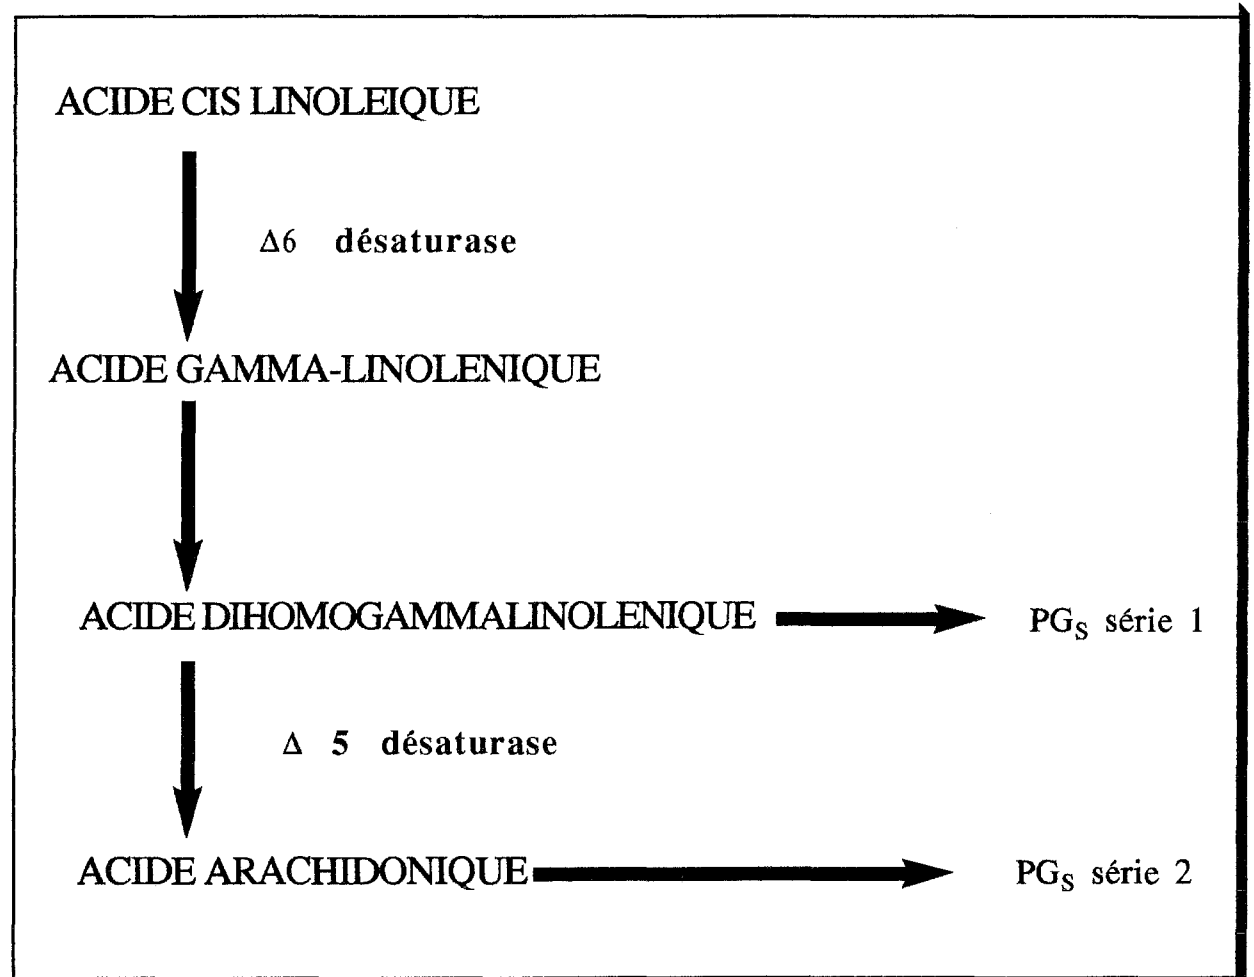 ACIDE CIS LINOLEIQUE
Δ6 désaturase
ACIDE GAMMA-LINOLENIQUE
ACIDE DIHOMOGAMMALINOLENIQUE PGS série 1
Δ 5 désaturase
ACIDE ARACHIDONIQUE PGS série 2